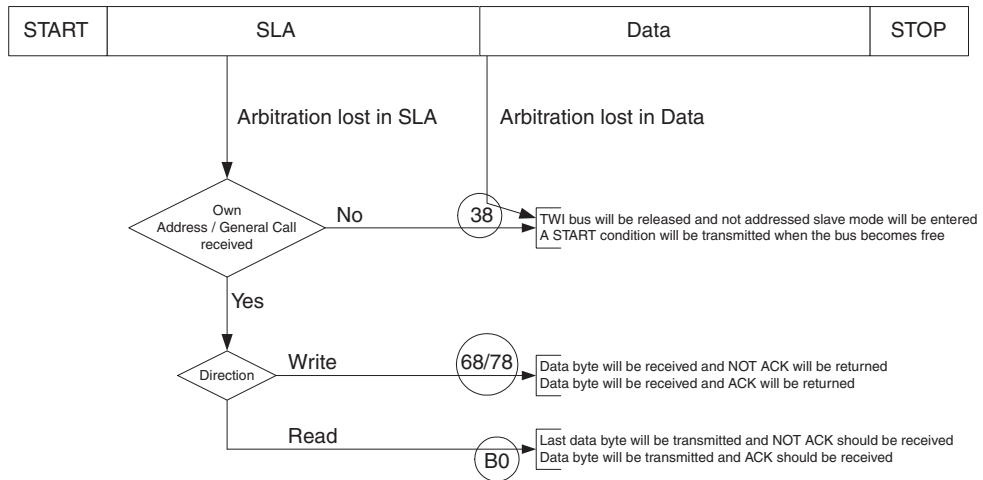 START SLA Data STOP
Arbitration lost in SLA Arbitration lost in Data
Own
Address / General Call
received
No
38
TWI bus will be released and not addressed slave mode will be entered
A START condition will be transmitted when the bus becomes free
Yes
Direction
Write
68/78
Data byte will be received and NOT ACK will be returned
Data byte will be received and ACK will be returned
Read
B0
Last data byte will be transmitted and NOT ACK should be received
Data byte will be transmitted and ACK should be received